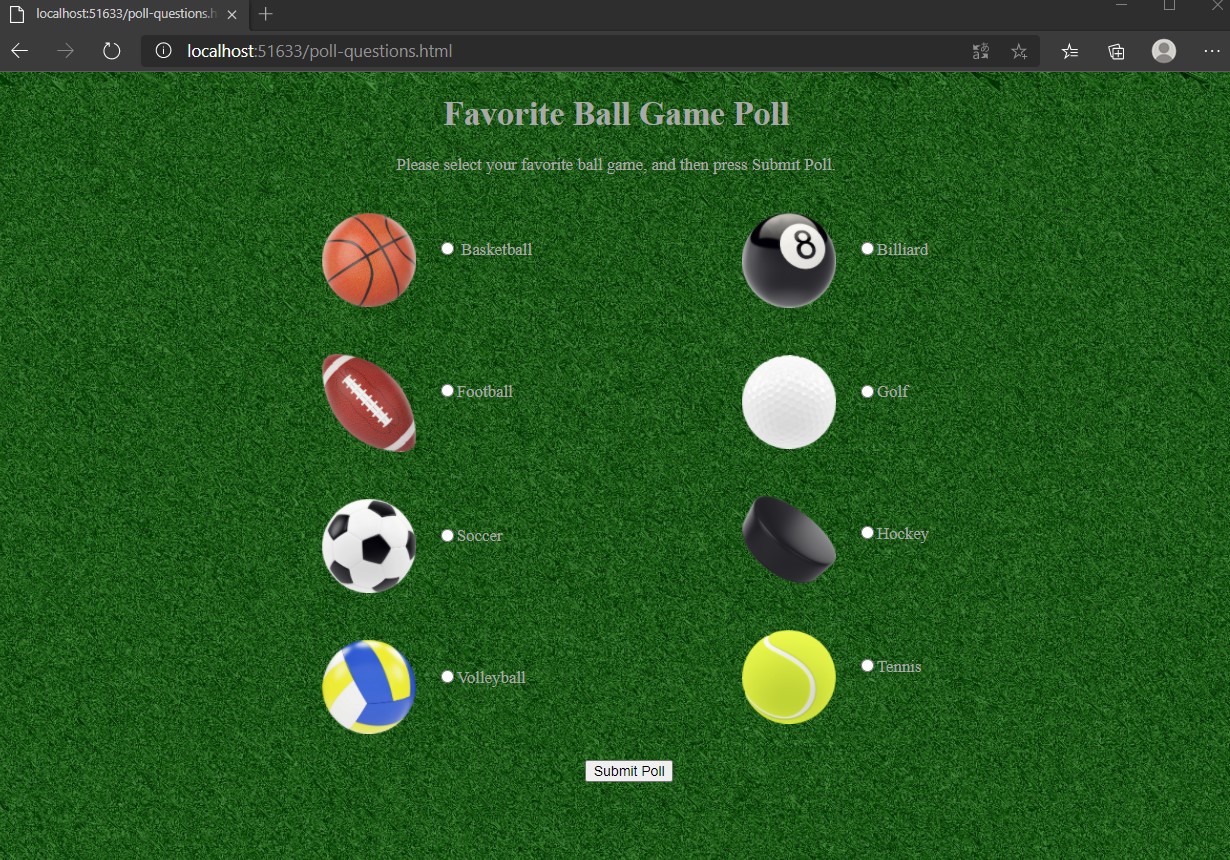 localhost:51633/poll-questions.h
localhost:51633/poll-questions.html
Favorite Ball Game Poll
Please select your favorite ball game, and then press Submit Poll.
Basketball
8
Billiard
Football
Golf
Soccer
Hockey
Volleyball
Tennis
Submit Poll